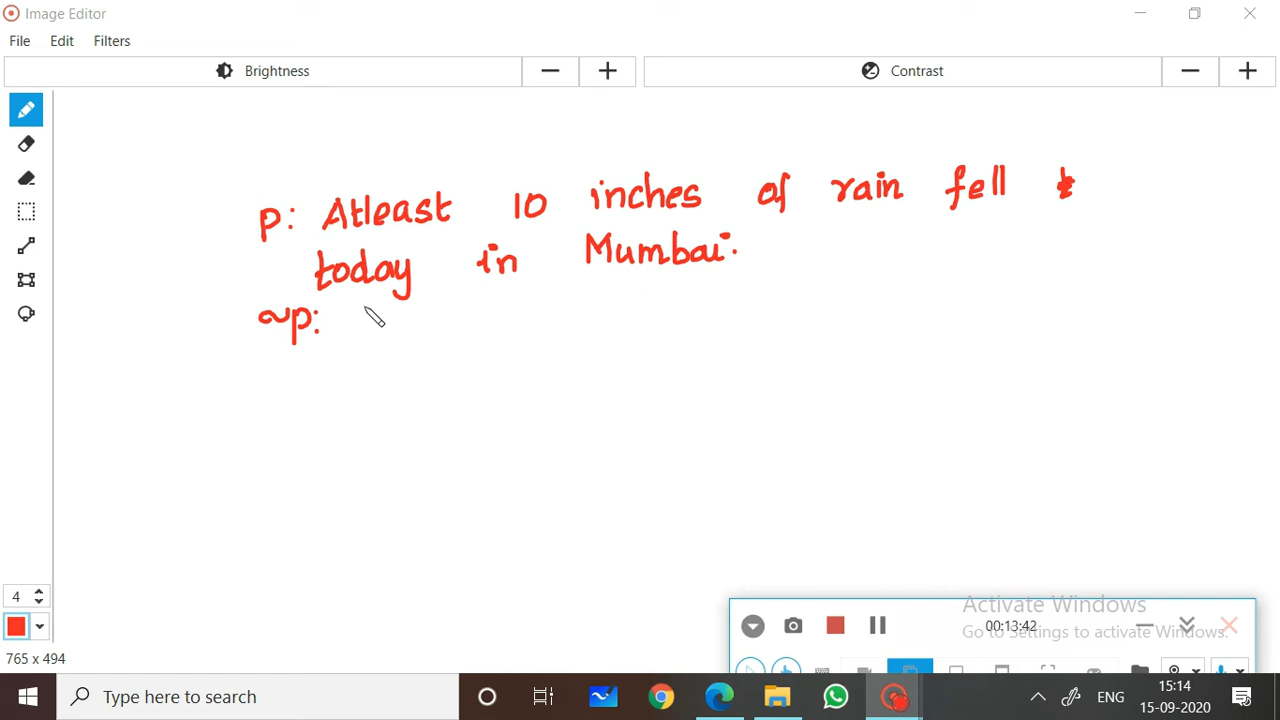 Image Editor
File Edit Filters
Brightness
Contrast
p: Atleast 10 inches of rain fell
today in Mumbai.
~p:
4
765 x 494
Activate Windows
Go to Settings to activate Windows.
00:13:42
Type here to search
ENG
15:14
15-09-2020